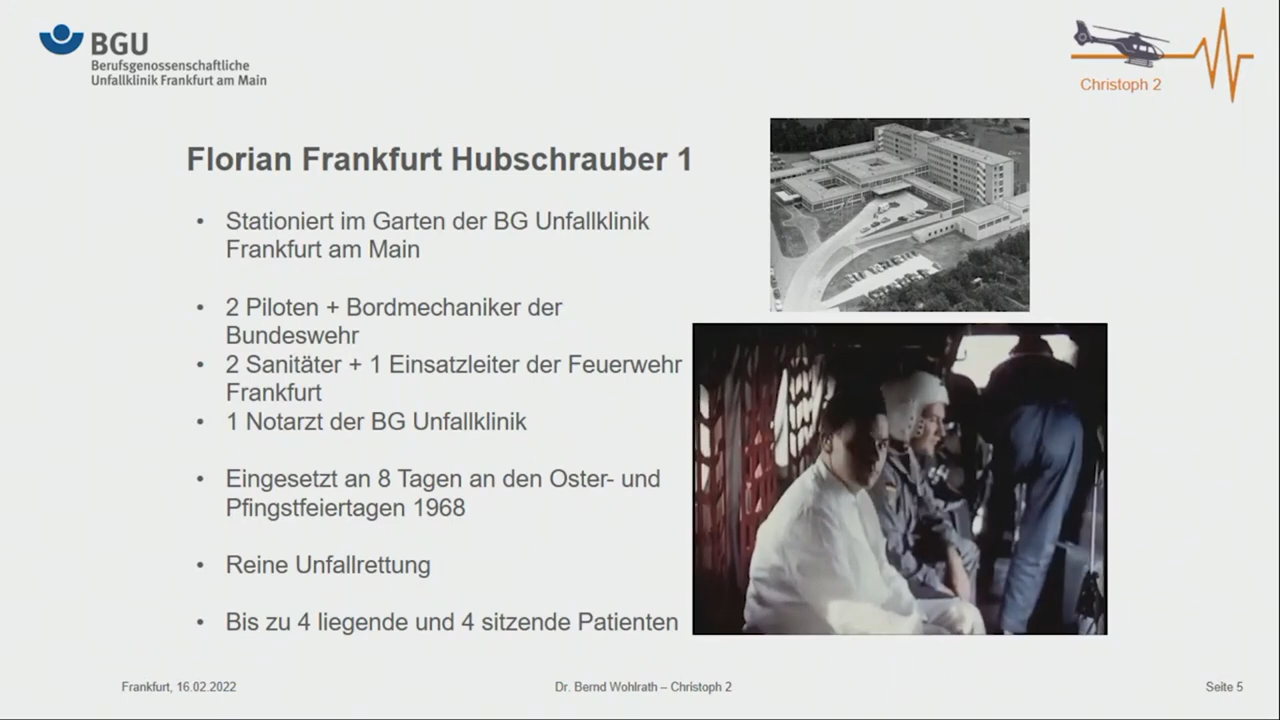 BGU
Berufsgenossenschaftliche
Unfallklinik Frankfurt am Main
Christoph 2
Florian Frankfurt Hubschrauber 1
• Stationiert im Garten der BG Unfallklinik
Frankfurt am Main
• 2 Piloten + Bordmechaniker der
Bundeswehr
• 2 Sanitäter + 1 Einsatzleiter der Feuerwehr
Frankfurt
• 1 Notarzt der BG Unfallklinik
• Eingesetzt an 8 Tagen an den Oster- und
Pfingstfeiertagen 1968
• Reine Unfallrettung
• Bis zu 4 liegende und 4 sitzende Patienten
Frankfurt, 16.02.2022
Dr. Bernd Wohlrath – Christoph 2
Seite 5